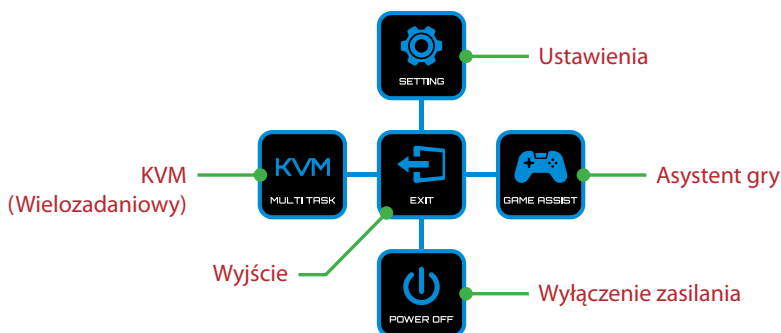 Ustawienia
SETTING
KVM
(Wielozadaniowy)
KVM
MULTI TASK
EXIT
GAME ASSIST
Asystent gry
Wyjście
POWER OFF
Wyłączenie zasilania